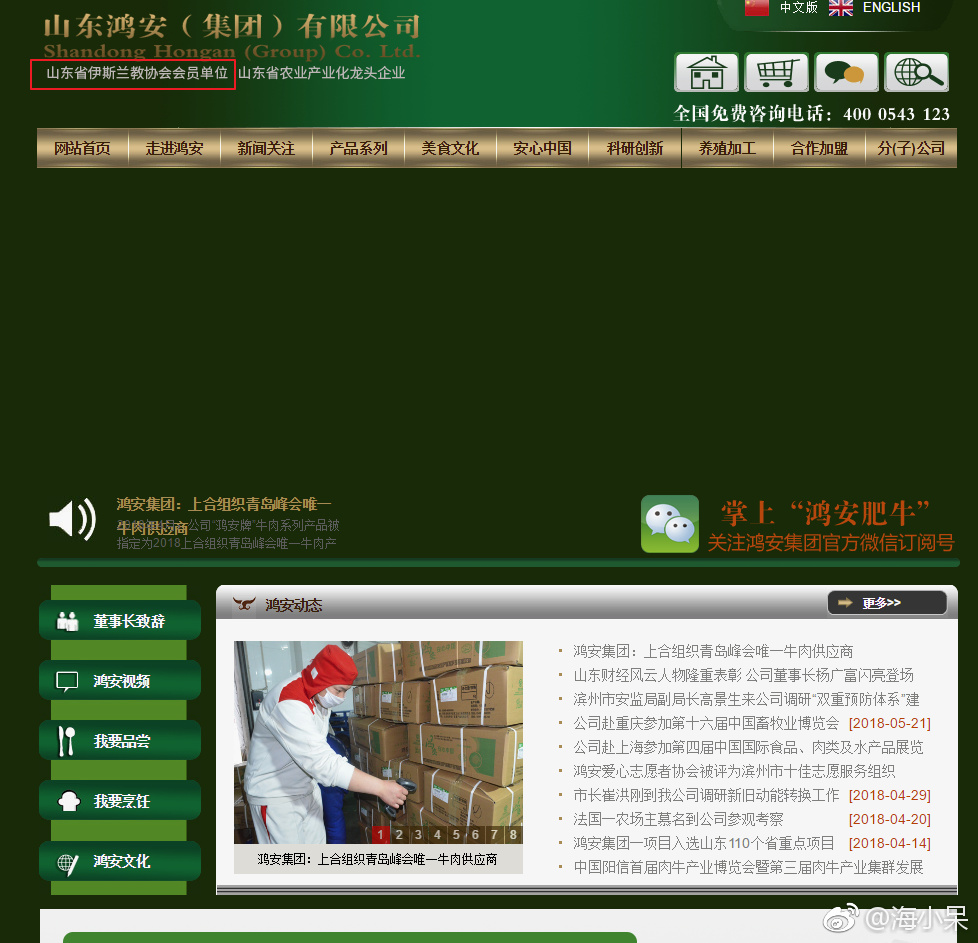 中文版 ENGLISH
山东鸿安（集团）有限公司
Shandong Hongan (Group) Co. Ltd.
山东省伊斯兰教协会会员单位 山东省农业产业化龙头企业
全国免费咨询电话：400 0543 123
网站首页 走进鸿安 新闻关注 产品系列 美食文化 安心中国 科研创新 养殖加工 合作加盟 分(子)公司
鸿安集团：上合组织青岛峰会唯一
牛肉供应商
公司“鸿安牌”牛肉系列产品被
指定为2018上合组织青岛峰会唯一牛肉产
掌上“鸿安肥牛”
关注鸿安集团官方微信订阅号
董事长致辞
鸿安视频
我要品尝
我要烹饪
鸿安文化
鸿安动态
更多>>
1 2 3 4 5 6 7 8
鸿安集团：上合组织青岛峰会唯一牛肉供应商
鸿安集团：上合组织青岛峰会唯一牛肉供应商
山东财经风云人物隆重表彰 公司董事长杨广富闪亮登场
滨州市安监局副局长高景生来公司调研“双重预防体系”建
公司赴重庆参加第十六届中国畜牧业博览会 [2018-05-21]
公司赴上海参加第四届中国国际食品、肉类及水产品展览
鸿安爱心志愿者协会被评为滨州市十佳志愿服务组织
市长崔洪刚到我公司调研新旧动能转换工作 [2018-04-29]
法国一农场主慕名到公司参观考察 [2018-04-20]
鸿安集团一项目入选山东110个省重点项目 [2018-04-14]
中国阳信首届肉牛产业博览会暨第三届肉牛产业集群发展
@海小呆